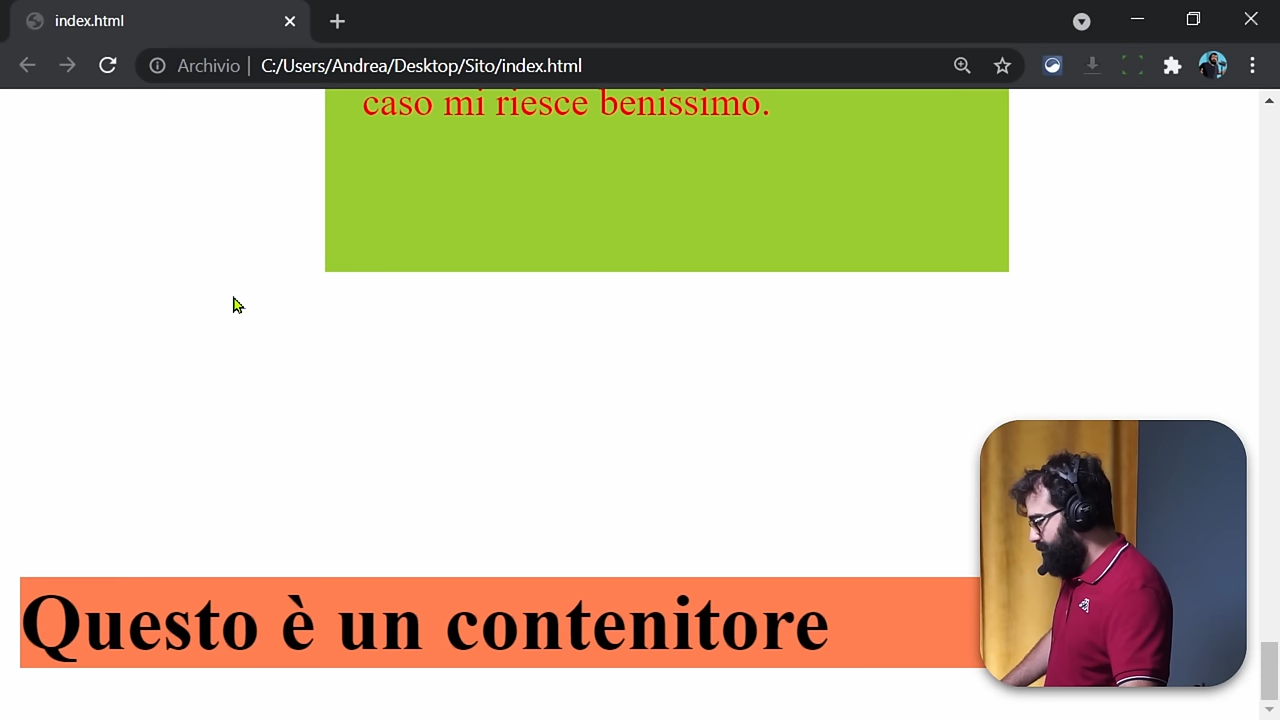 index.html
Archivio
C:/Users/Andrea/Desktop/Sito/index.html
caso mi riesce benissimo.
Questo è un contenitore